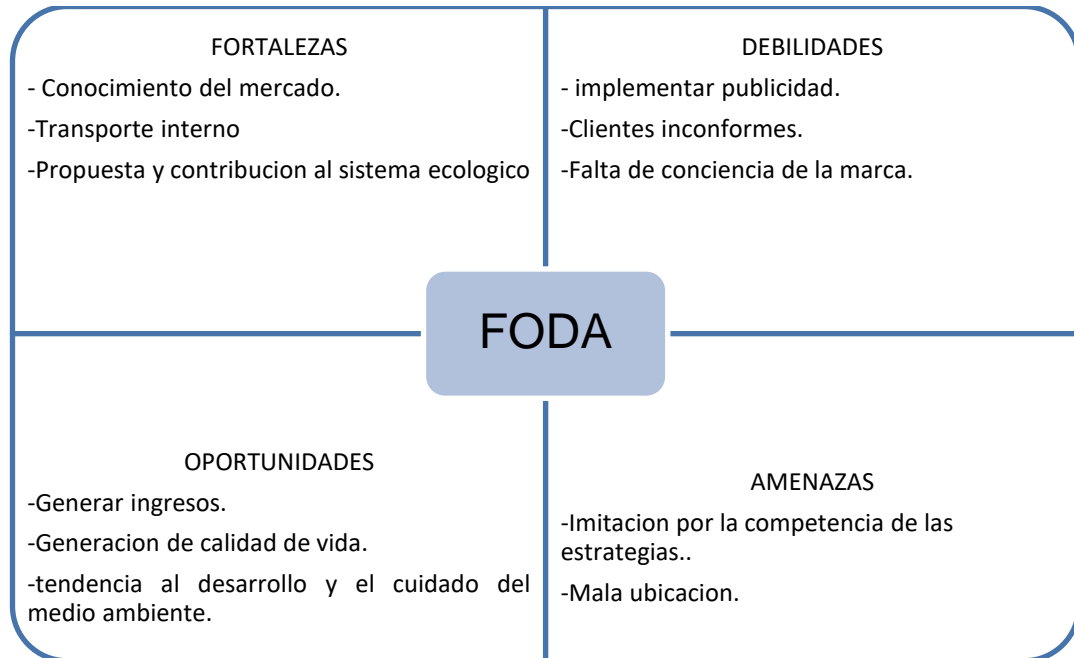 FORTALEZAS
- Conocimiento del mercado.
-Transporte interno
-Propuesta y contribucion al sistema ecologico
DEBILIDADES
- implementar publicidad.
-Clientes inconformes.
-Falta de conciencia de la marca.
FODA
OPORTUNIDADES
-Generar ingresos.
-Generacion de calidad de vida.
-tendencia al desarrollo y el cuidado del
medio ambiente.
AMENAZAS
-Imitacion por la competencia de las
estrategias..
-Mala ubicacion.